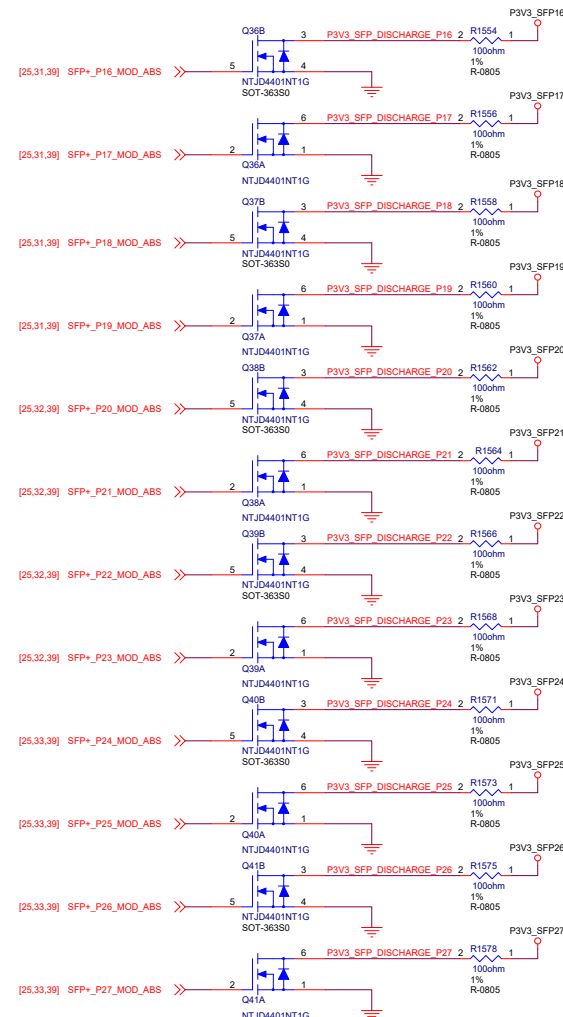 P3V3_SFP16
Q36B
3 P3V3_SFP_DISCHARGE_P16 2 R1554 1
100ohm
1%
R-0805
[25,31,39] SFP+_P16_MOD_ABS 5 4
NTJD4401NT1G
SOT-363S0
P3V3_SFP17
6 P3V3_SFP_DISCHARGE_P17 2 R1556 1
100ohm
1%
R-0805
[25,31,39] SFP+_P17_MOD_ABS 2 1
Q36A
NTJD4401NT1G
P3V3_SFP18
Q37B
3 P3V3_SFP_DISCHARGE_P18 2 R1558 1
100ohm
1%
R-0805
[25,31,39] SFP+_P18_MOD_ABS 5 4
NTJD4401NT1G
SOT-363S0
P3V3_SFP19
6 P3V3_SFP_DISCHARGE_P19 2 R1560 1
100ohm
1%
R-0805
[25,31,39] SFP+_P19_MOD_ABS 2 1
Q37A
NTJD4401NT1G
P3V3_SFP20
Q38B
3 P3V3_SFP_DISCHARGE_P20 2 R1562 1
100ohm
1%
R-0805
[25,32,39] SFP+_P20_MOD_ABS 5 4
NTJD4401NT1G
SOT-363S0
P3V3_SFP21
6 P3V3_SFP_DISCHARGE_P21 2 R1564 1
100ohm
1%
R-0805
[25,32,39] SFP+_P21_MOD_ABS 2 1
Q38A
NTJD4401NT1G
P3V3_SFP22
Q39B
3 P3V3_SFP_DISCHARGE_P22 2 R1566 1
100ohm
1%
R-0805
[25,32,39] SFP+_P22_MOD_ABS 5 4
NTJD4401NT1G
SOT-363S0
P3V3_SFP23
6 P3V3_SFP_DISCHARGE_P23 2 R1568 1
100ohm
1%
R-0805
[25,32,39] SFP+_P23_MOD_ABS 2 1
Q39A
NTJD4401NT1G
P3V3_SFP24
Q40B
3 P3V3_SFP_DISCHARGE_P24 2 R1571 1
100ohm
1%
R-0805
[25,33,39] SFP+_P24_MOD_ABS 5 4
NTJD4401NT1G
SOT-363S0
P3V3_SFP25
6 P3V3_SFP_DISCHARGE_P25 2 R1573 1
100ohm
1%
R-0805
[25,33,39] SFP+_P25_MOD_ABS 2 1
Q40A
NTJD4401NT1G
P3V3_SFP26
Q41B
3 P3V3_SFP_DISCHARGE_P26 2 R1575 1
100ohm
1%
R-0805
[25,33,39] SFP+_P26_MOD_ABS 5 4
NTJD4401NT1G
SOT-363S0
P3V3_SFP27
6 P3V3_SFP_DISCHARGE_P27 2 R1578 1
100ohm
1%
R-0805
[25,33,39] SFP+_P27_MOD_ABS 2 1
Q41A
NTJD4401NT1G